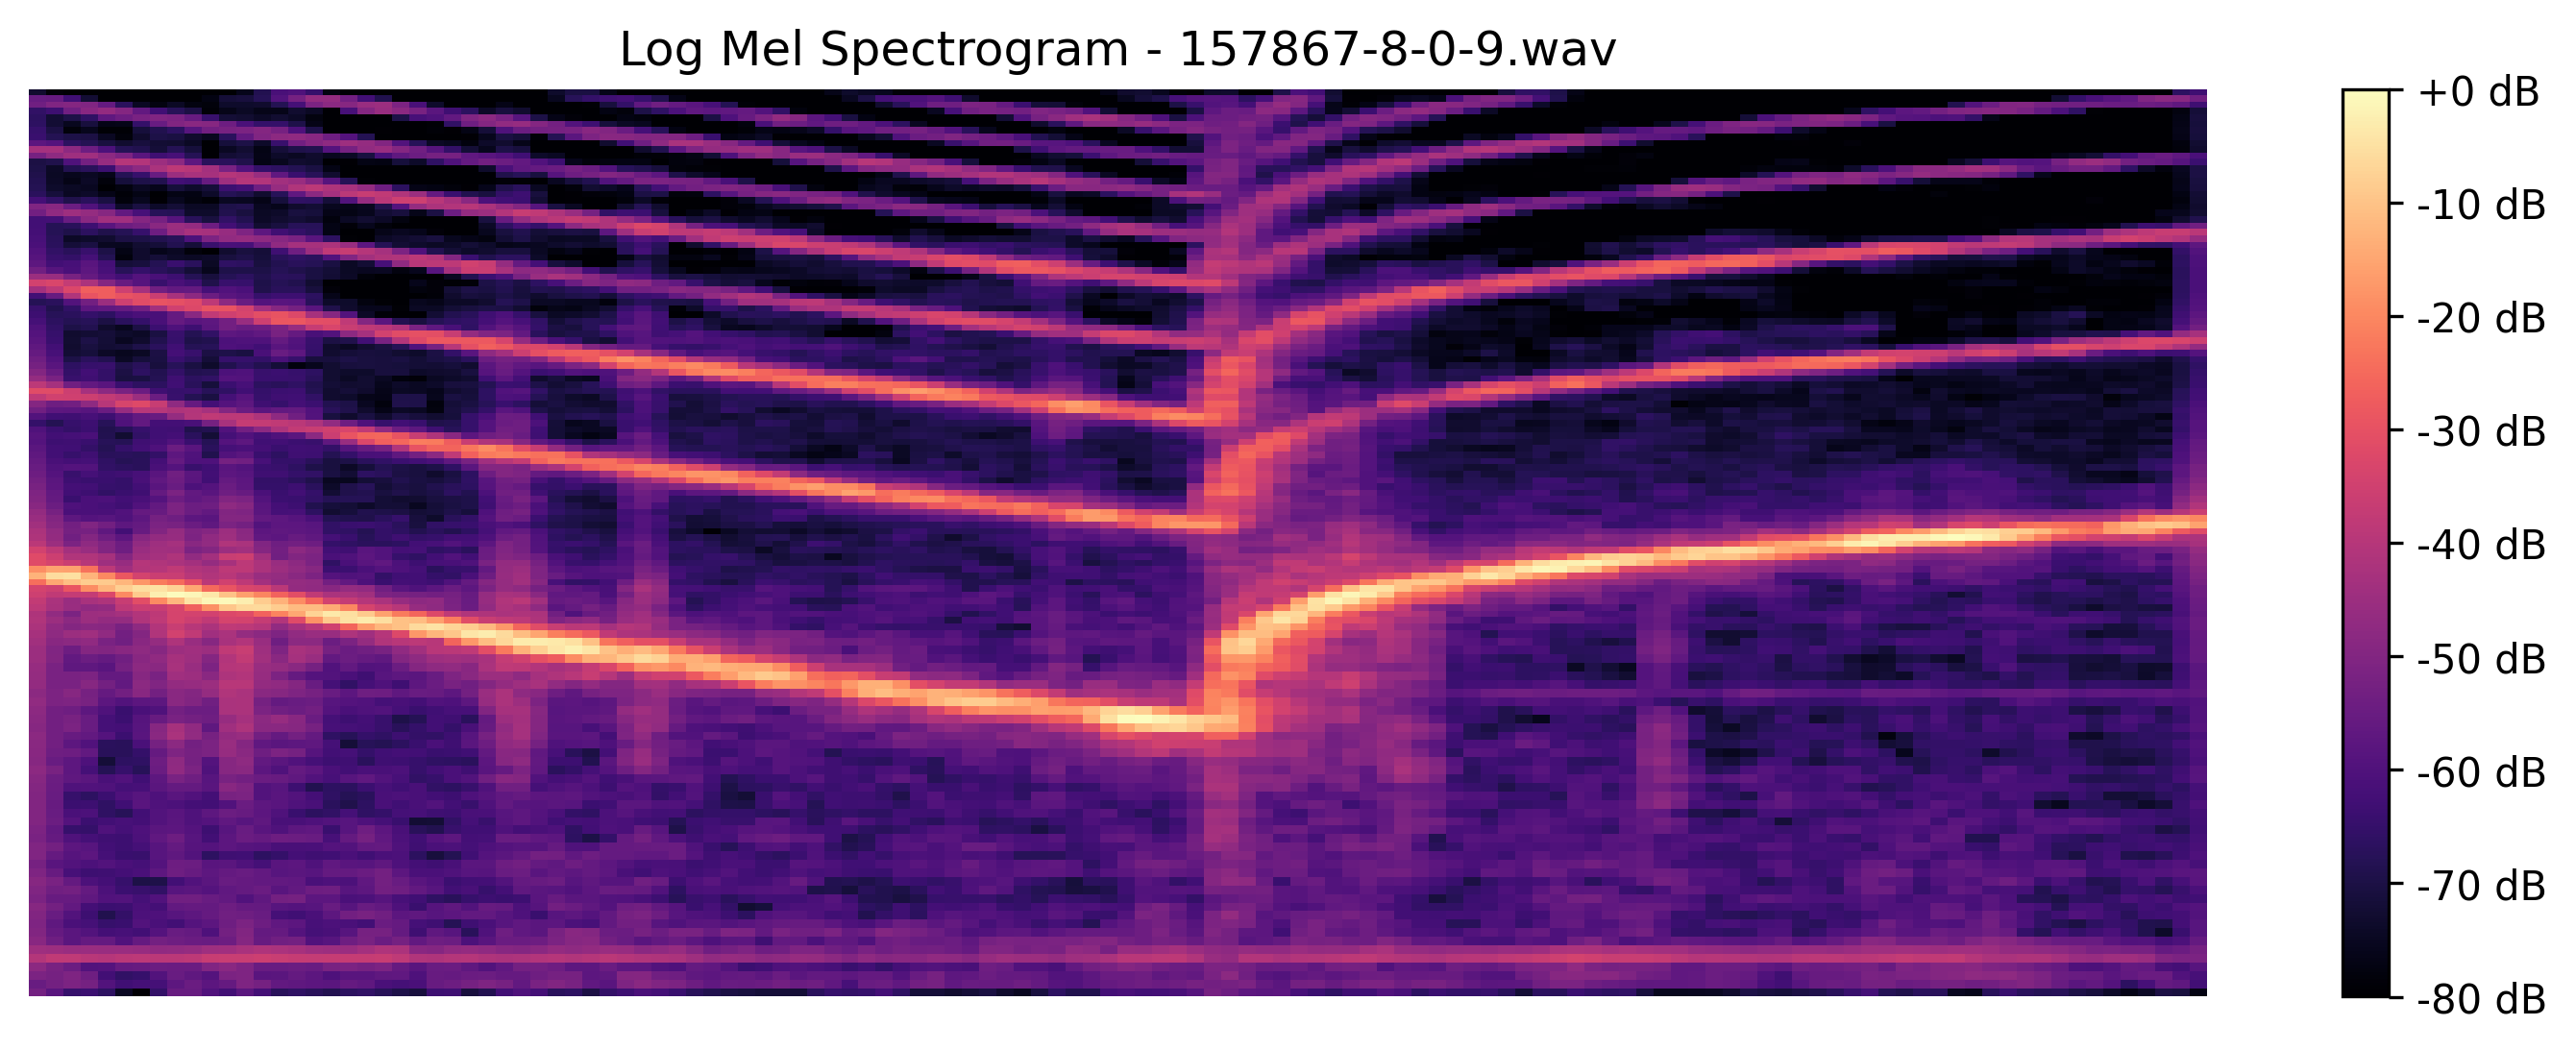 Log Mel Spectrogram - 157867-8-0-9.wav
+0 dB
-10 dB
-20 dB
-30 dB
-40 dB
-50 dB
-60 dB
-70 dB
-80 dB